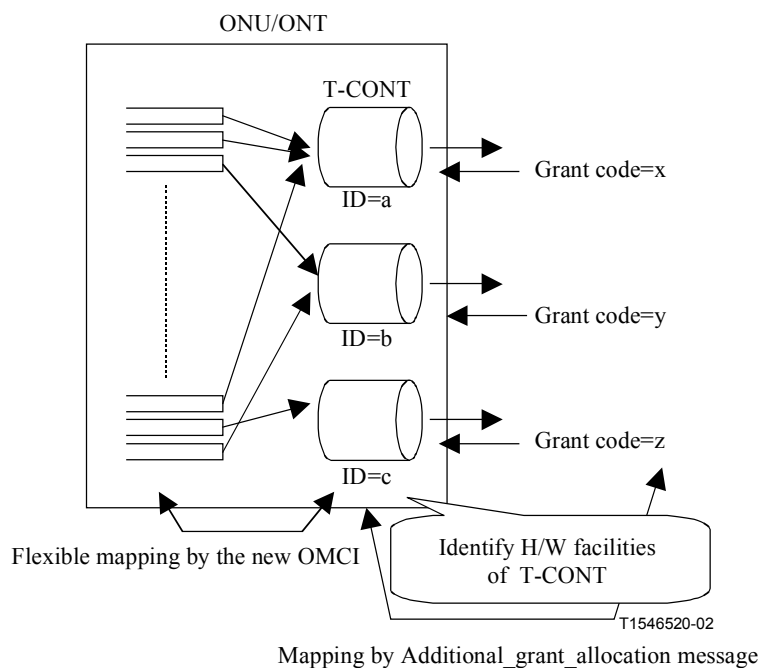 ONU/ONT
T-CONT
Grant code=x
ID=a
Grant code=y
ID=b
Grant code=z
ID=c
Flexible mapping by the new OMCI
Identify H/W facilities
of T-CONT
T1546520-02
Mapping by Additional_grant_allocation message